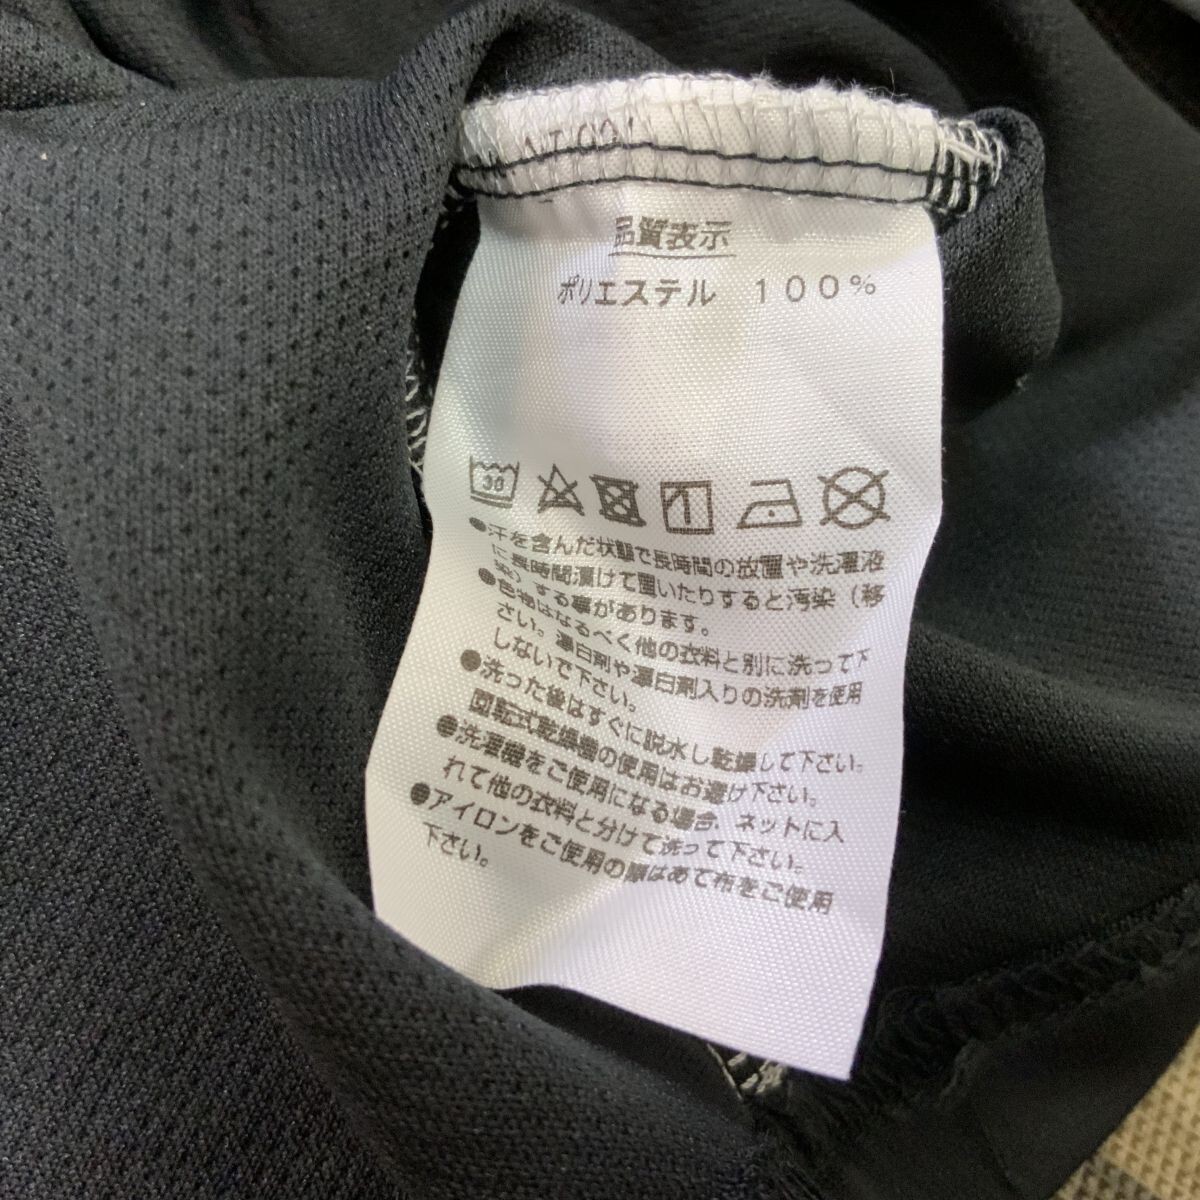 品質表示
ポリエステル １００％
30
●汗を含んだ状態で長時間の放置や洗濯液
に長時間漬けて置いたりすると汚染（移
染）する事があります。
●色物はなるべく他の衣料と別に洗って下
さい。漂白剤や漂白剤入りの洗剤を使用
しないで下さい。
●洗った後はすぐに脱水し乾燥して下さい。
回転式乾燥機の使用はお避け下さい。
●洗濯機をご使用になる場合、ネットに入
れて他の衣料と分けて洗って下さい。
●アイロンをご使用の際はあて布をご使用
下さい。